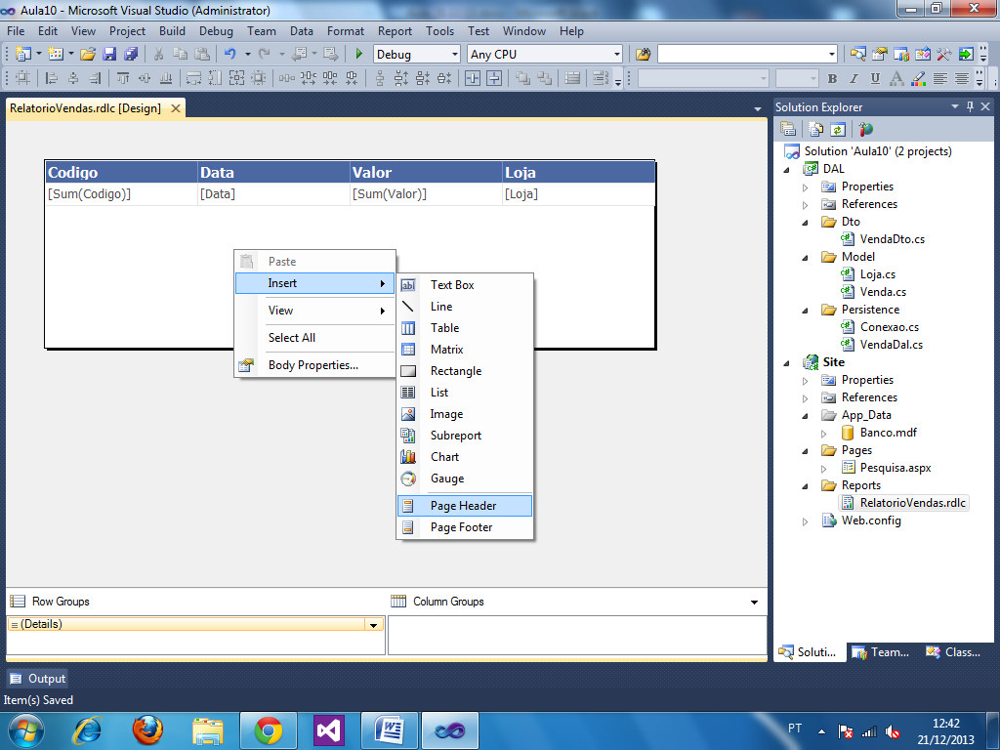 Aula10 - Microsoft Visual Studio (Administrator)
File Edit View Project Build Debug Team Data Format Report Tools Test Window Help
Debug Any CPU
B I U A
RelatorioVendas.rdlc [Design]
Codigo Data Valor Loja
[Sum(Codigo)] [Data] [Sum(Valor)] [Loja]
Paste
Insert
View
Select All
Body Properties...
Text Box
Line
Table
Matrix
Rectangle
List
Image
Subreport
Chart
Gauge
Page Header
Page Footer
Row Groups
(Details)
Column Groups
Solution Explorer
Solution 'Aula10' (2 projects)
DAL
Properties
References
Dto
VendaDto.cs
Model
Loja.cs
Venda.cs
Persistence
Conexao.cs
VendaDal.cs
Site
Properties
References
App_Data
Banco.mdf
Pages
Pesquisa.aspx
Reports
RelatorioVendas.rdlc
Web.config
Soluti... Team... Class...
Output
Item(s) Saved
PT
12:42
21/12/2013